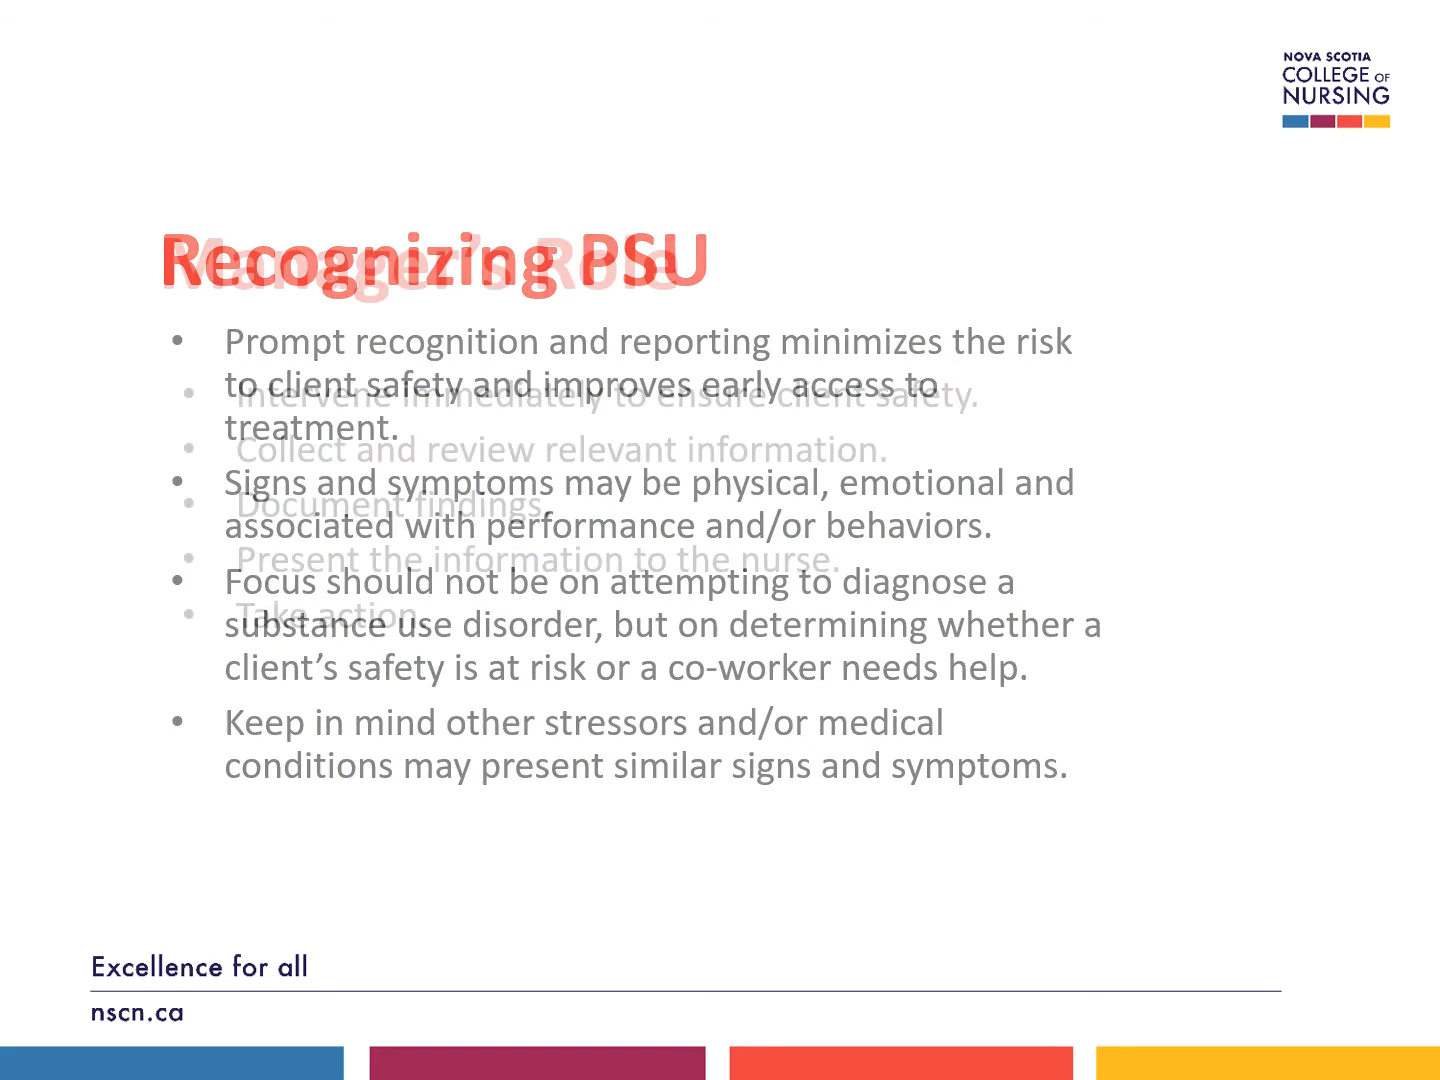 NOVA SCOTIA
COLLEGE OF
NURSING
Recognizing PSU
Manager's Role
• Prompt recognition and reporting minimizes the risk
to client safety and improves early access to
treatment.
• Signs and symptoms may be physical, emotional and
associated with performance and/or behaviors.
• Focus should not be on attempting to diagnose a
substance use disorder, but on determining whether a
client’s safety is at risk or a co-worker needs help.
• Keep in mind other stressors and/or medical
conditions may present similar signs and symptoms.
• Intervene immediately to ensure client safety.
• Collect and review relevant information.
• Document findings.
• Present the information to the nurse.
• Take action.
Excellence for all
nscn.ca